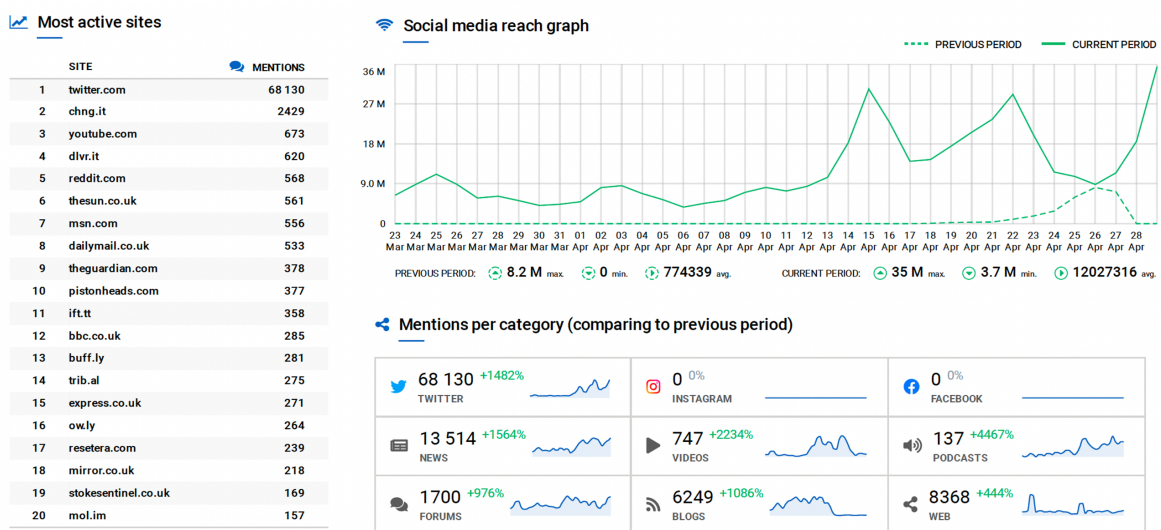 Most active sites
SITE MENTIONS
1 twitter.com 68 130
2 chng.it 2429
3 youtube.com 673
4 dlvr.it 620
5 reddit.com 568
6 thesun.co.uk 561
7 msn.com 556
8 dailymail.co.uk 533
9 theguardian.com 378
10 pistonheads.com 377
11 ift.tt 358
12 bbc.co.uk 285
13 buff.ly 281
14 trib.al 275
15 express.co.uk 271
16 ow.ly 264
17 resetera.com 239
18 mirror.co.uk 218
19 stokesentinel.co.uk 169
20 mol.im 157
Social media reach graph
PREVIOUS PERIOD CURRENT PERIOD
36 M
27 M
18 M
9.0 M
0
23 24 25 26 27 28 29 30 31 01 02 03 04 05 06 07 08 09 10 11 12 13 14 15 16 17 18 19 20 21 22 23 24 25 26 27 28
Mar Mar Mar Mar Mar Mar Mar Mar Mar Apr Apr Apr Apr Apr Apr Apr Apr Apr Apr Apr Apr Apr Apr Apr Apr Apr Apr Apr Apr Apr Apr Apr Apr Apr Apr Apr Apr
PREVIOUS PERIOD: 8.2 M max. 0 min. 774339 avg. CURRENT PERIOD: 35 M max. 3.7 M min. 12027316 avg.
Mentions per category (comparing to previous period)
68 130 +1482%
TWITTER
0 0%
INSTAGRAM
0 0%
FACEBOOK
13 514 +1564%
NEWS
747 +2234%
VIDEOS
137 +4467%
PODCASTS
1700 +976%
FORUMS
6249 +1086%
BLOGS
8368 +444%
WEB